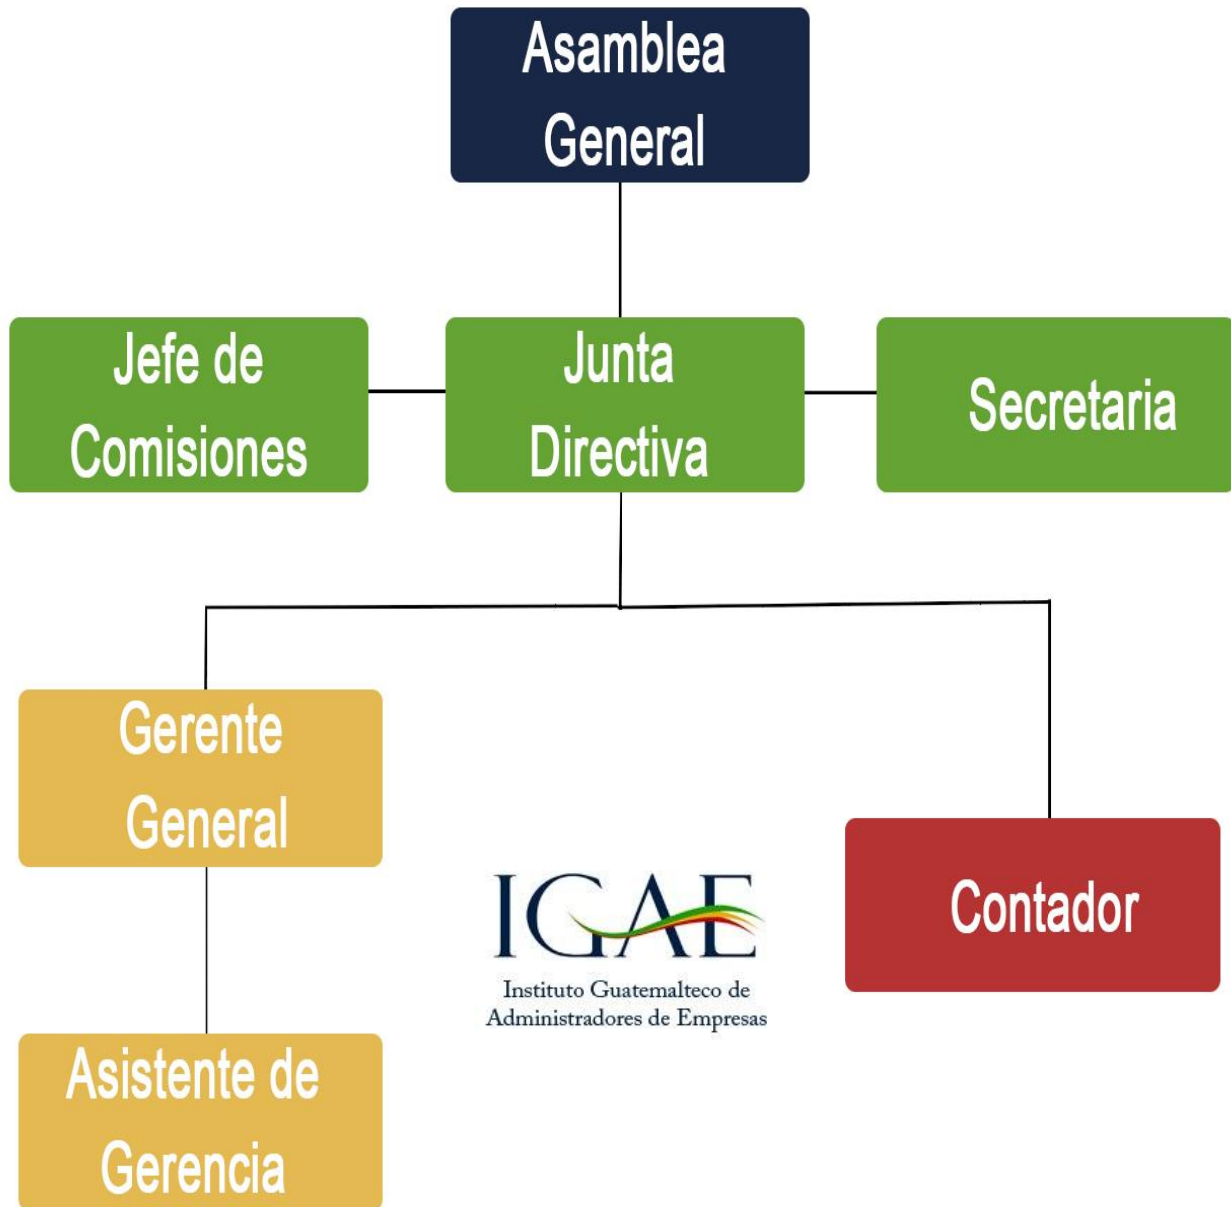 Asamblea
General
Jefe de
Comisiones
Junta
Directiva
Secretaria
Gerente
General
Contador
IGAE
Instituto Guatemalteco de
Administradores de Empresas
Asistente de
Gerencia